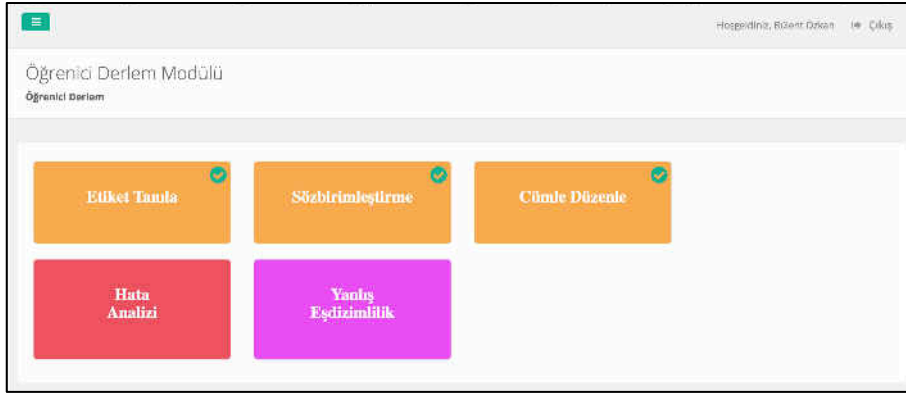 Hoşgeldiniz, Bülent Özkan Çıkış
Öğrenici Derlem Modülü
Öğrenici Derlem
Etiket Tanıla
Sözbirimleştirme
Cümle Düzenle
Hata
Analizi
Yanlış
Eşdizimlilik